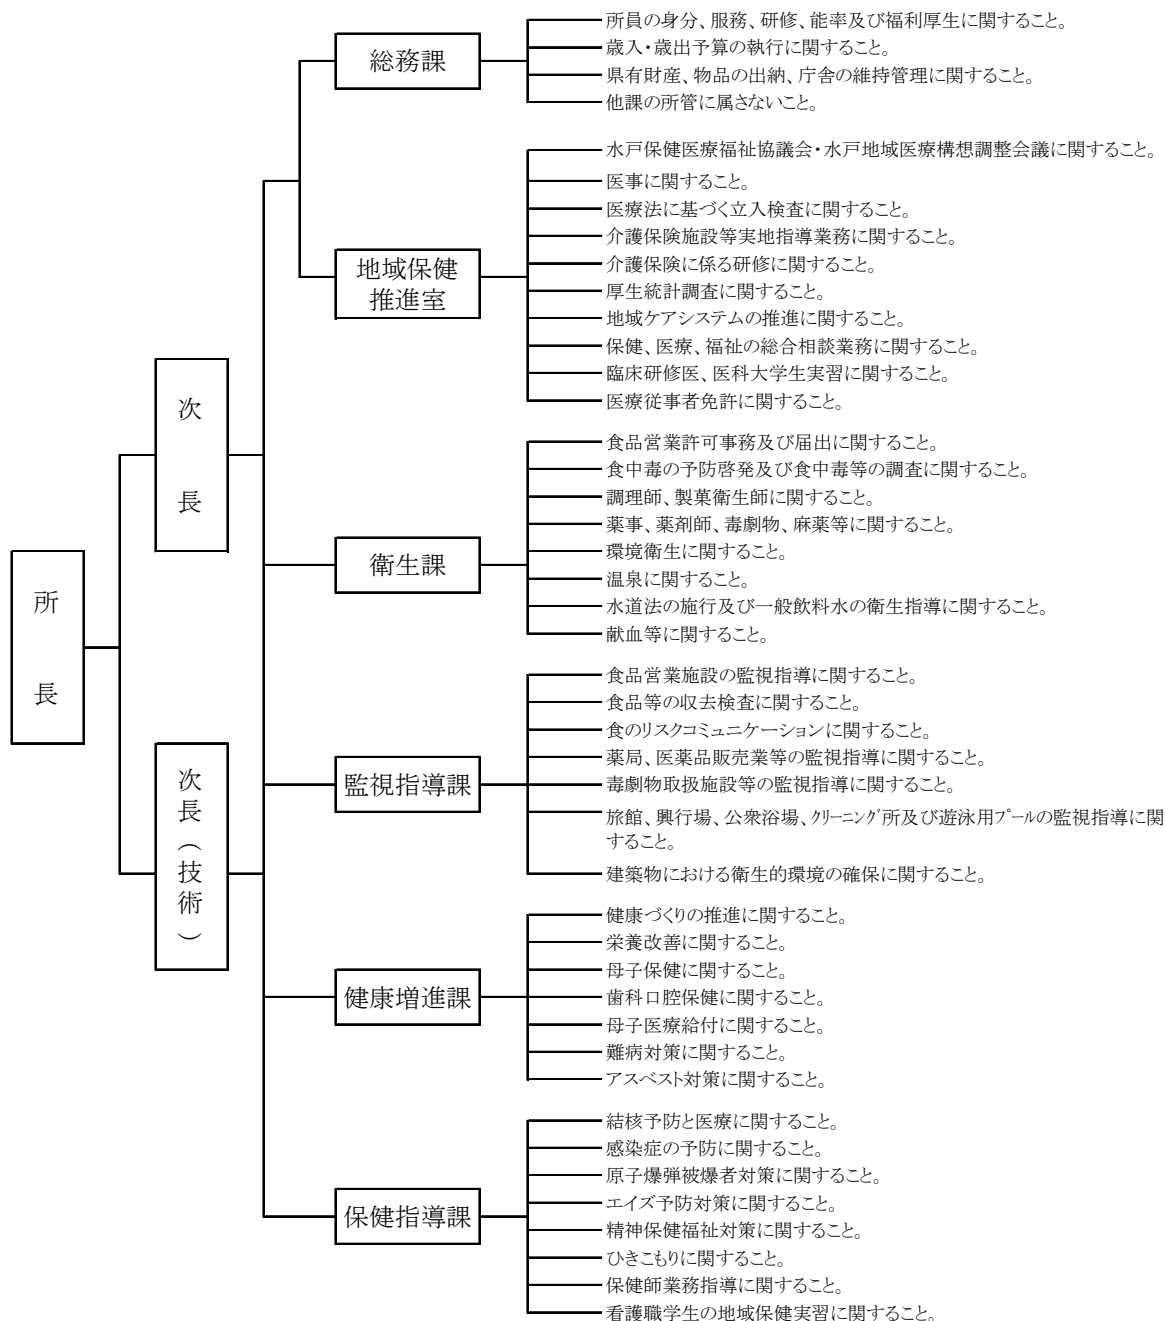 所長
次長
次長（技術）
総務課
所員の身分、服務、研修、能率及び福利厚生に関すること。
歳入・歳出予算の執行に関すること。
県有財産、物品の出納、庁舎の維持管理に関すること。
他課の所管に属さないこと。
地域保健
推進室
水戸保健医療福祉協議会・水戸地域医療構想調整会議に関すること。
医事に関すること。
医療法に基づく立入検査に関すること。
介護保険施設等実地指導業務に関すること。
介護保険に係る研修に関すること。
厚生統計調査に関すること。
地域ケアシステムの推進に関すること。
保健、医療、福祉の総合相談業務に関すること。
臨床研修医、医科大学生実習に関すること。
医療従事者免許に関すること。
衛生課
食品営業許可事務及び届出に関すること。
食中毒の予防啓発及び食中毒等の調査に関すること。
調理師、製菓衛生師に関すること。
薬事、薬剤師、毒劇物、麻薬等に関すること。
環境衛生に関すること。
温泉に関すること。
水道法の施行及び一般飲料水の衛生指導に関すること。
献血等に関すること。
監視指導課
食品営業施設の監視指導に関すること。
食品等の収去検査に関すること。
食のリスクコミュニケーションに関すること。
薬局、医薬品販売業等の監視指導に関すること。
毒劇物取扱施設等の監視指導に関すること。
旅館、興行場、公衆浴場、ｸﾘｰﾆﾝｸﾞ所及び遊泳用ﾌﾟｰﾙの監視指導に関
すること。
建築物における衛生的環境の確保に関すること。
健康増進課
健康づくりの推進に関すること。
栄養改善に関すること。
母子保健に関すること。
歯科口腔保健に関すること。
母子医療給付に関すること。
難病対策に関すること。
アスベスト対策に関すること。
保健指導課
結核予防と医療に関すること。
感染症の予防に関すること。
原子爆弾被爆者対策に関すること。
エイズ予防対策に関すること。
精神保健福祉対策に関すること。
ひきこもりに関すること。
保健師業務指導に関すること。
看護職学生の地域保健実習に関すること。